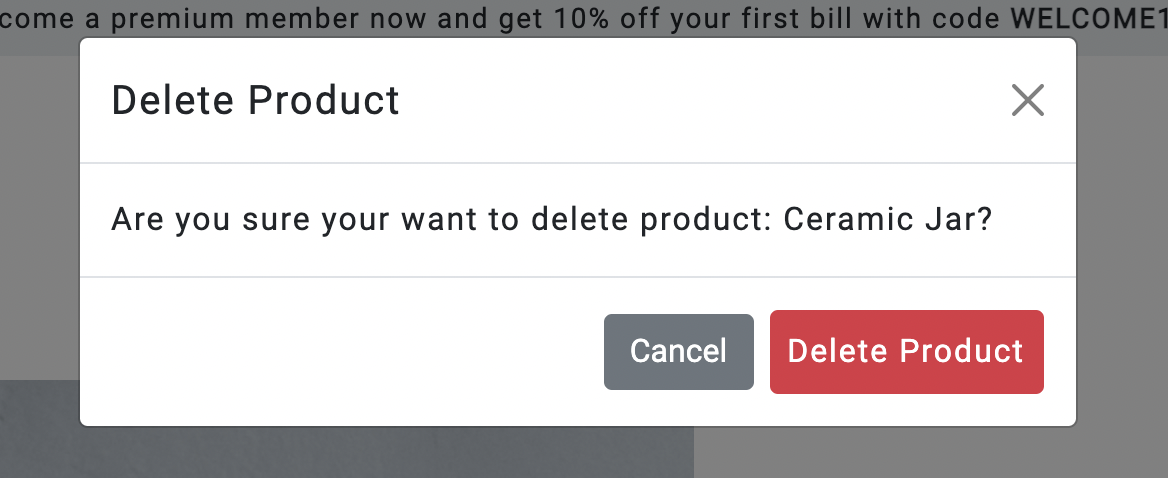 come a premium member now and get 10% off your first bill with code WELCOME1
Delete Product
Are you sure your want to delete product: Ceramic Jar?
Cancel
Delete Product